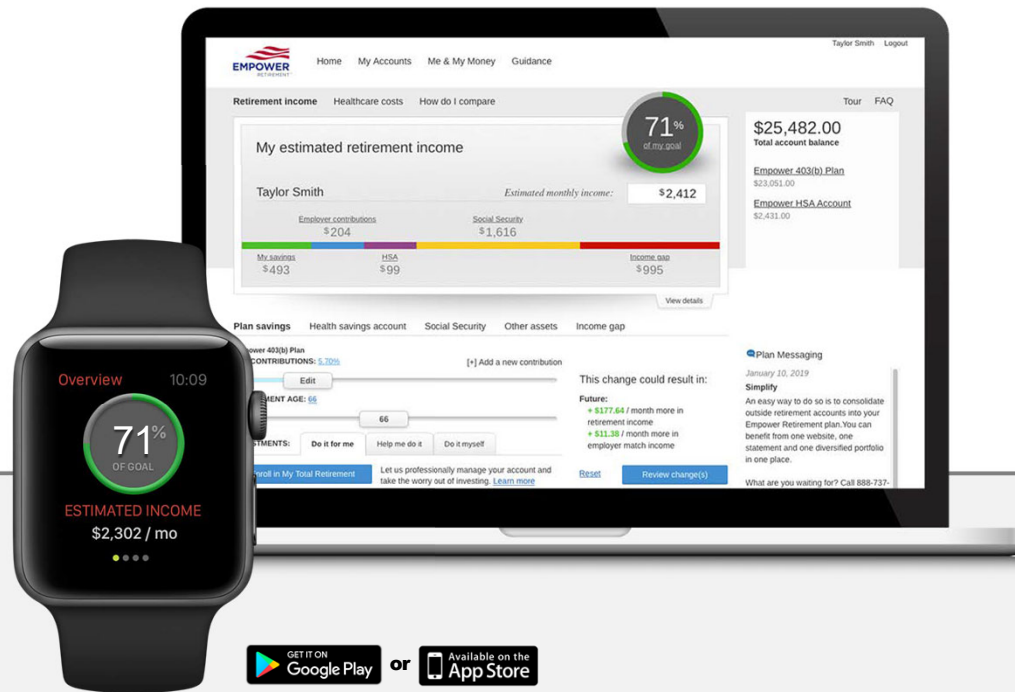 Taylor Smith Logout
EMPOWER
RETIREMENT
Home My Accounts Me & My Money Guidance
Retirement income Healthcare costs How do I compare
Tour FAQ
My estimated retirement income
71%
of my goal
Taylor Smith
Estimated monthly income:
$2,412
Employer contributions
$204
Social Security
$1,616
My savings
$493
HSA
$99
Income gap
$995
View details
$25,482.00
Total account balance
Empower 403(b) Plan
$23,051.00
Empower HSA Account
$2,431.00
Plan savings Health savings account Social Security Other assets Income gap
403(b) Plan
CONTRIBUTIONS: 5.70%
[+] Add a new contribution
Edit
AGE: 66
66
Do it for me Help me do it Do it myself
in My Total Retirement
Let us professionally manage your account and
take the worry out of investing. Learn more
This change could result in:
Future:
+ $177.64 / month more in
retirement income
+ $11.38 / month more in
employer match income
Reset
Review change(s)
Plan Messaging
January 10, 2019
Simplify
An easy way to do so is to consolidate
outside retirement accounts into your
Empower Retirement plan.You can
benefit from one website, one
statement and one diversified portfolio
in one place.
What are you waiting for? Call 888-737-
Overview 10:09
71%
OF GOAL
ESTIMATED INCOME
$2,302 / mo
GET IT ON
Google Play
or
Available on the
App Store